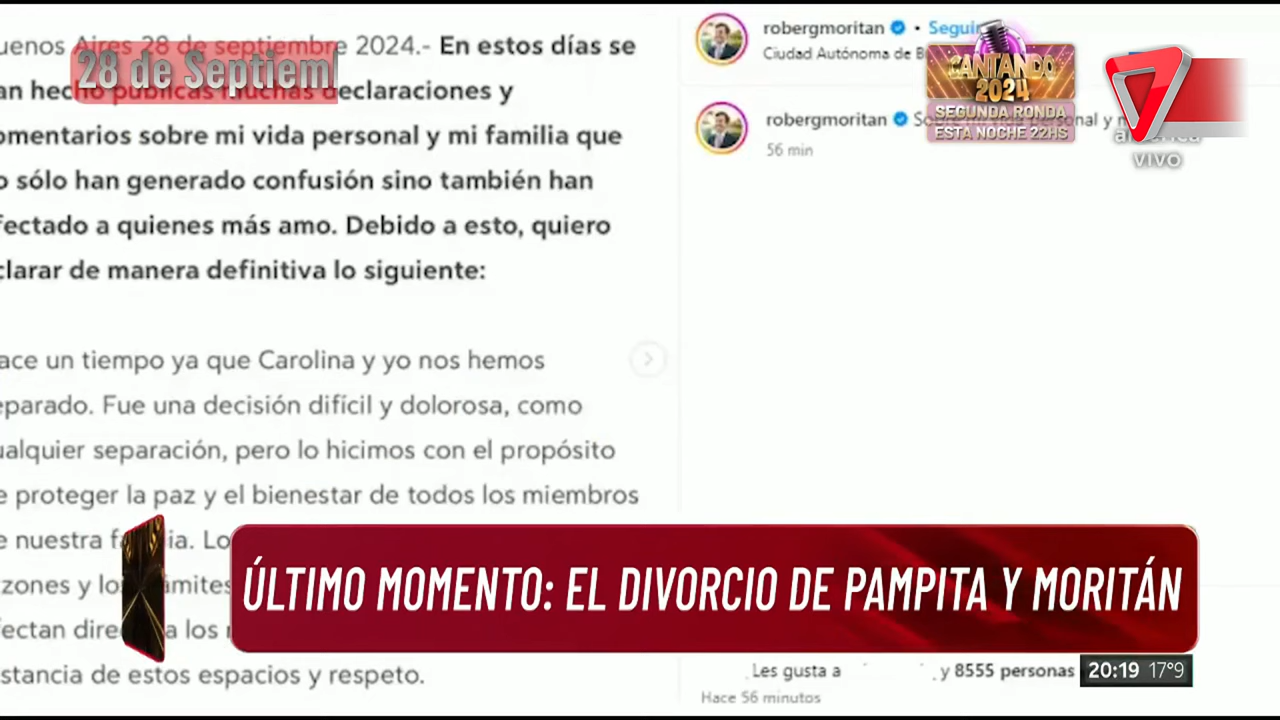 28 de Septiem
uenos Aires 28 de septiembre 2024.- En estos días se
an hecho públicas muchas declaraciones y
omentarios sobre mi vida personal y mi familia que
o sólo han generado confusión sino también han
fectado a quienes más amo. Debido a esto, quiero
clarar de manera definitiva lo siguiente:
ace un tiempo ya que Carolina y yo nos hemos
eparado. Fue una decisión difícil y dolorosa, como
ualquier separación, pero lo hicimos con el propósito
e proteger la paz y el bienestar de todos los miembros
e nuestra
zones y
fectan a los
stancia de estos espacios y respeto.
robergmoritan • Seguir
Ciudad Autónoma de B
robergmoritan personal y
56 min
CANTANDO
2024
SEGUNDA RONDA
ESTA NOCHE 22HS
américa
VIVO
ÚLTIMO MOMENTO: EL DIVORCIO DE PAMPITA Y MORITÁN
Les gusta a y 8555 personas
Hace 56 minutos
20:19 17°9